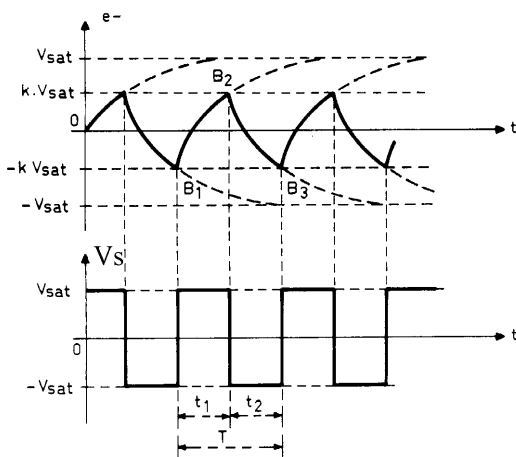 e-
Vsat
k.Vsat
B2
0
t
-k Vsat
B1
B3
-Vsat
Vs
Vsat
0
t
-Vsat
t1
t2
T